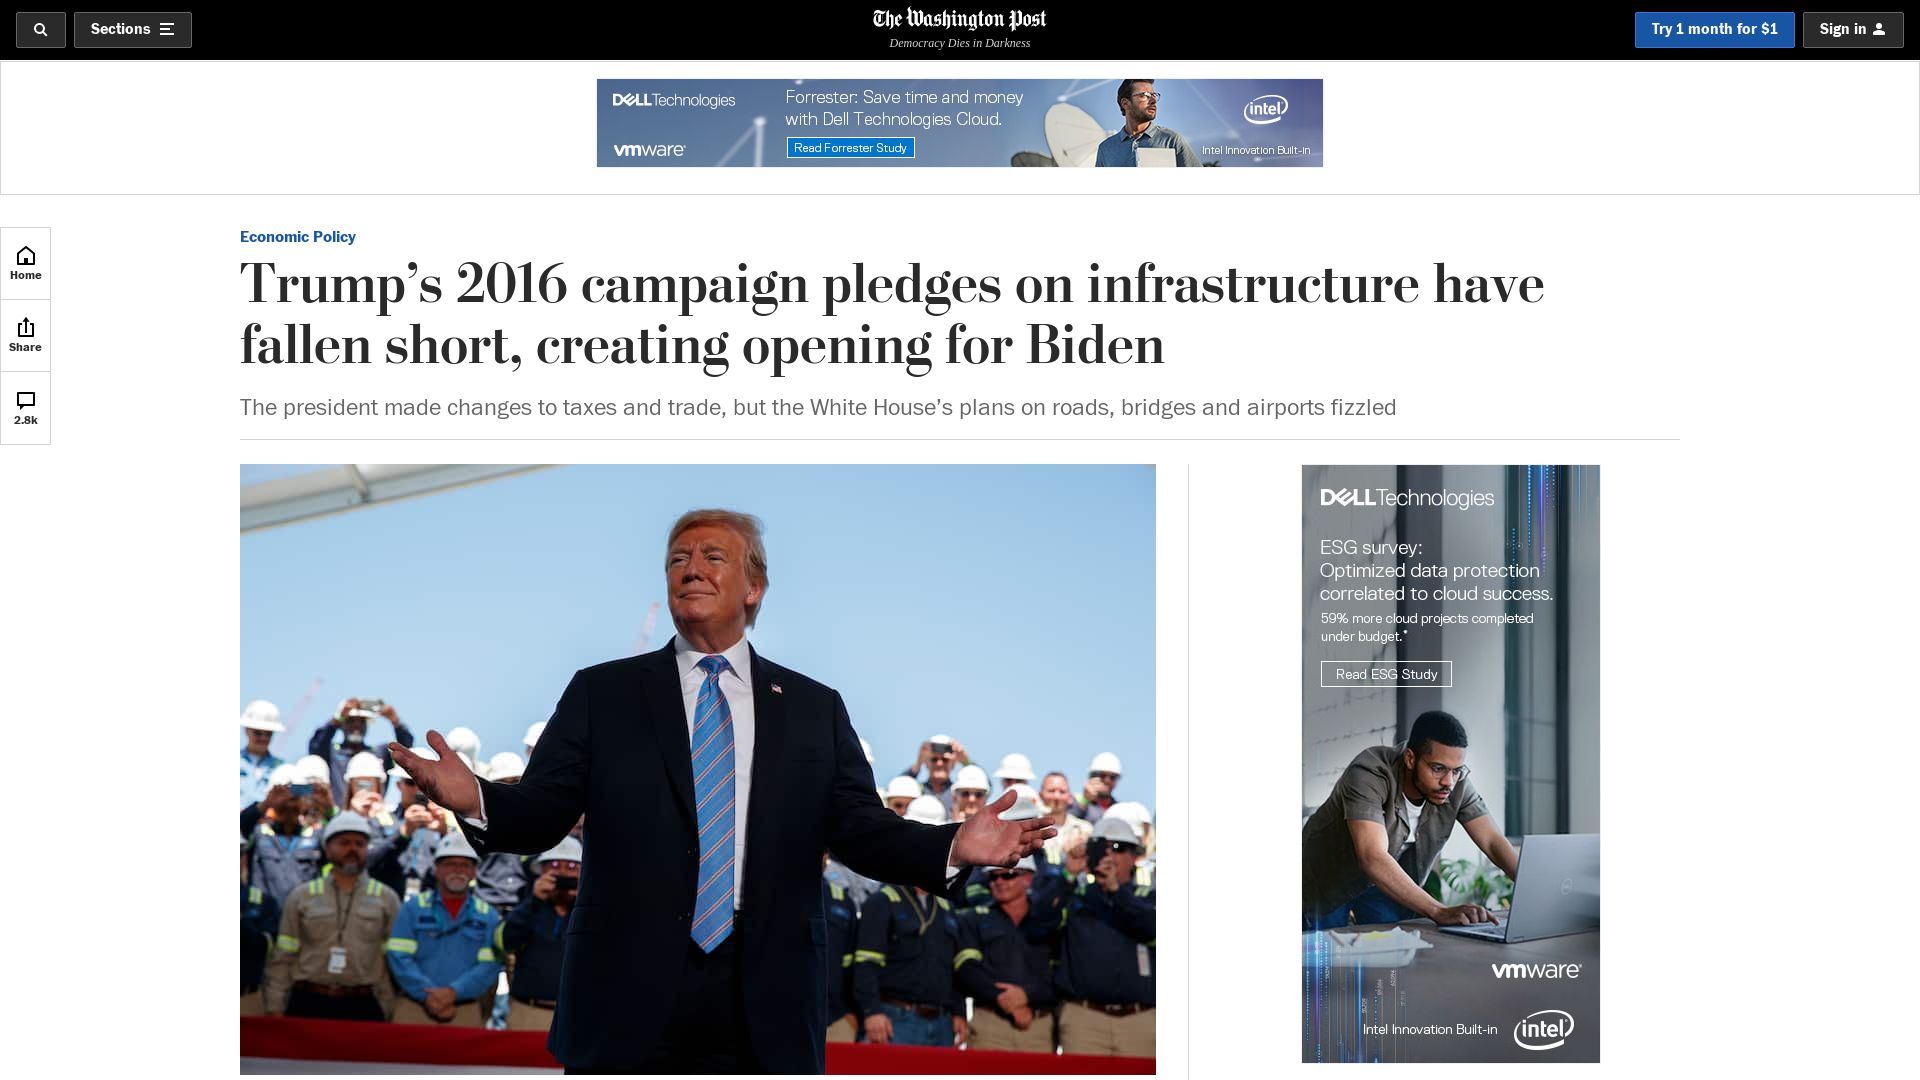 Sections
The Washington Post
Democracy Dies in Darkness
Try 1 month for $1
Sign in
DELLTechnologies
vmware®
Forrester: Save time and money
with Dell Technologies Cloud.
Read Forrester Study
intel
Intel Innovation Built-in
Home
Share
2.8k
Economic Policy
Trump’s 2016 campaign pledges on infrastructure have
fallen short, creating opening for Biden
The president made changes to taxes and trade, but the White House’s plans on roads, bridges and airports fizzled
DELLTechnologies
ESG survey:
Optimized data protection
correlated to cloud success.
59% more cloud projects completed
under budget.*
Read ESG Study
vmware®
Intel Innovation Built-in
intel